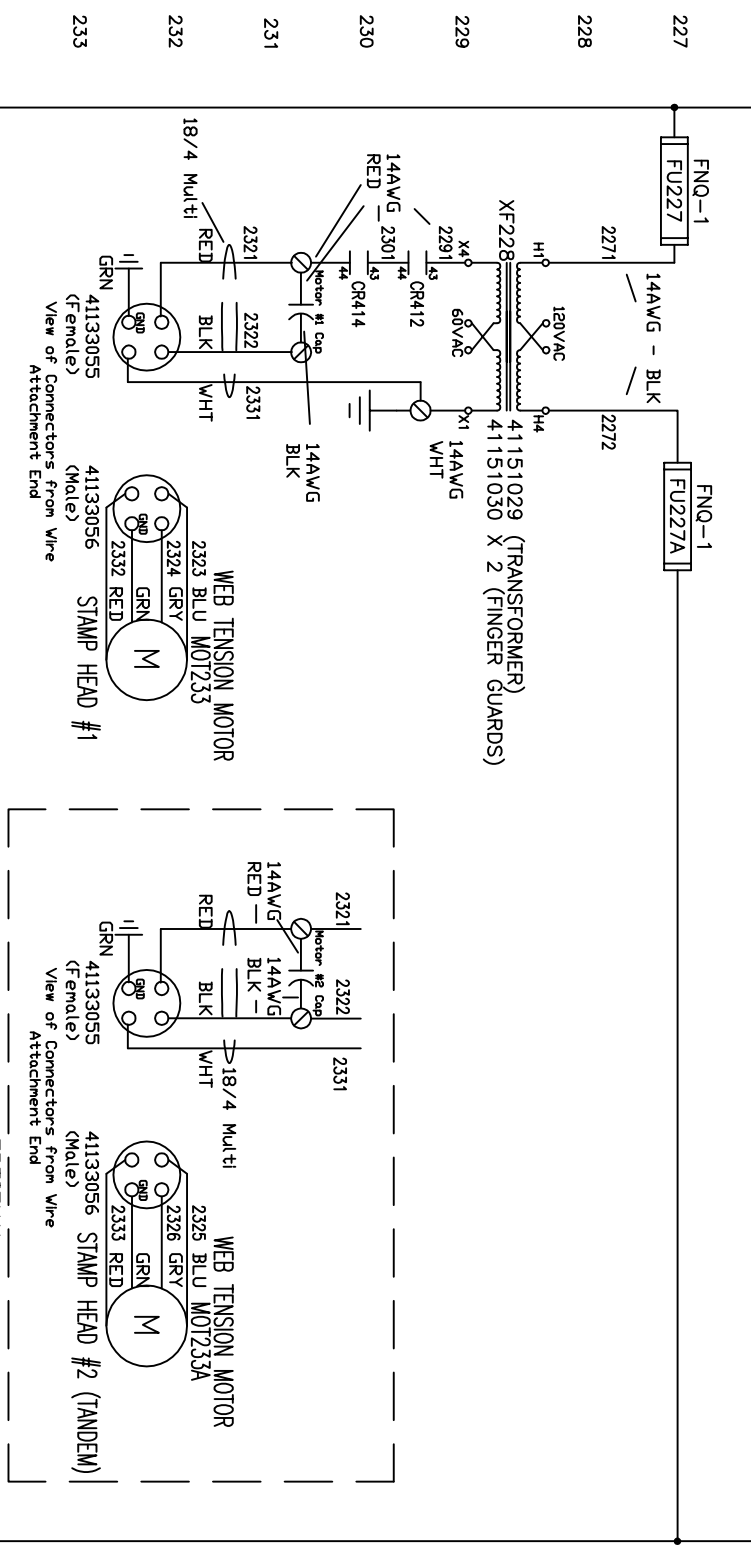 227
228
229
230
231
232
233
FNQ-1
FU227
FNQ-1
FU227A
2271
14AWG - BLK
2272
H1
120VAC
H4
XF228
41151029 (TRANSFORMER)
41151030 X 2 (FINGER GUARDS)
X4
60VAC
X1
2291
14AWG
WHT
43
CR412
44
2301
43
CR414
44
14AWG
RED
Motor #1 Cap
14AWG
BLK
18/4 Multi
2321
2322
2331
RED
BLK
WHT
GRN
GND
41133055
(Female)
View of Connectors from Wire
Attachment End
41133056
(Male)
GND
WEB TENSION MOTOR
MOT233
2323 BLU
2324 GRY
GRN
2332 RED
M
STAMP HEAD #1
2321
2322
2331
14AWG
RED
Motor #2 Cap
14AWG
BLK
18/4 Multi
RED
BLK
WHT
GRN
GND
41133055
(Female)
View of Connectors from Wire
Attachment End
41133056
(Male)
GND
WEB TENSION MOTOR
MOT233A
2325 BLU
2326 GRY
GRN
2333 RED
M
STAMP HEAD #2 (TANDEM)